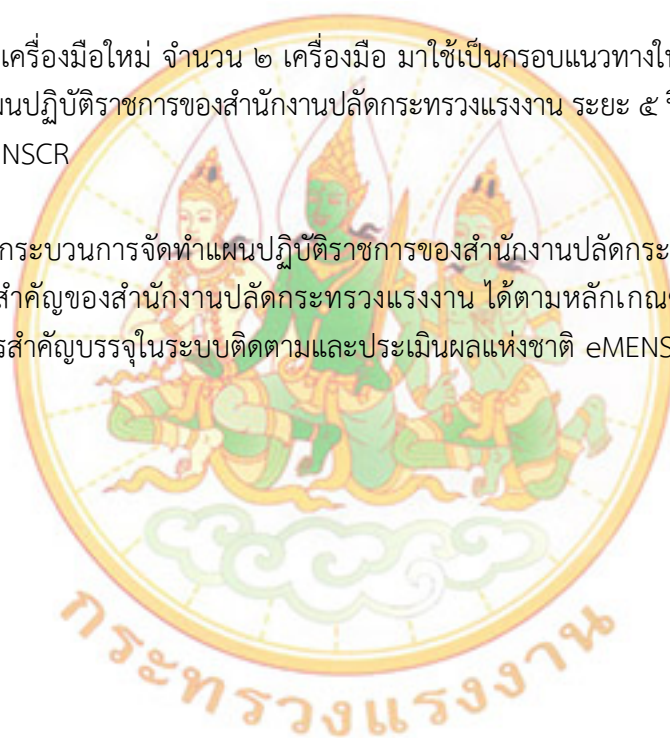 เครื่องมือใหม่ จำนวน ๒ เครื่องมือ มาใช้เป็นกรอบแนวทางใน
แผนปฏิบัติราชการของสำนักงานปลัดกระทรวงแรงงาน ระยะ ๕
NSCR
กระบวนการจัดทำแผนปฏิบัติราชการของสำนักงานปลัดกระ
สำคัญของสำนักงานปลัดกระทรวงแรงงาน ได้ตามหลักเกณฑ์
รสำคัญบรรจุในระบบติดตามและประเมินผลแห่งชาติ eMENS
กระทรวงแรงงาน